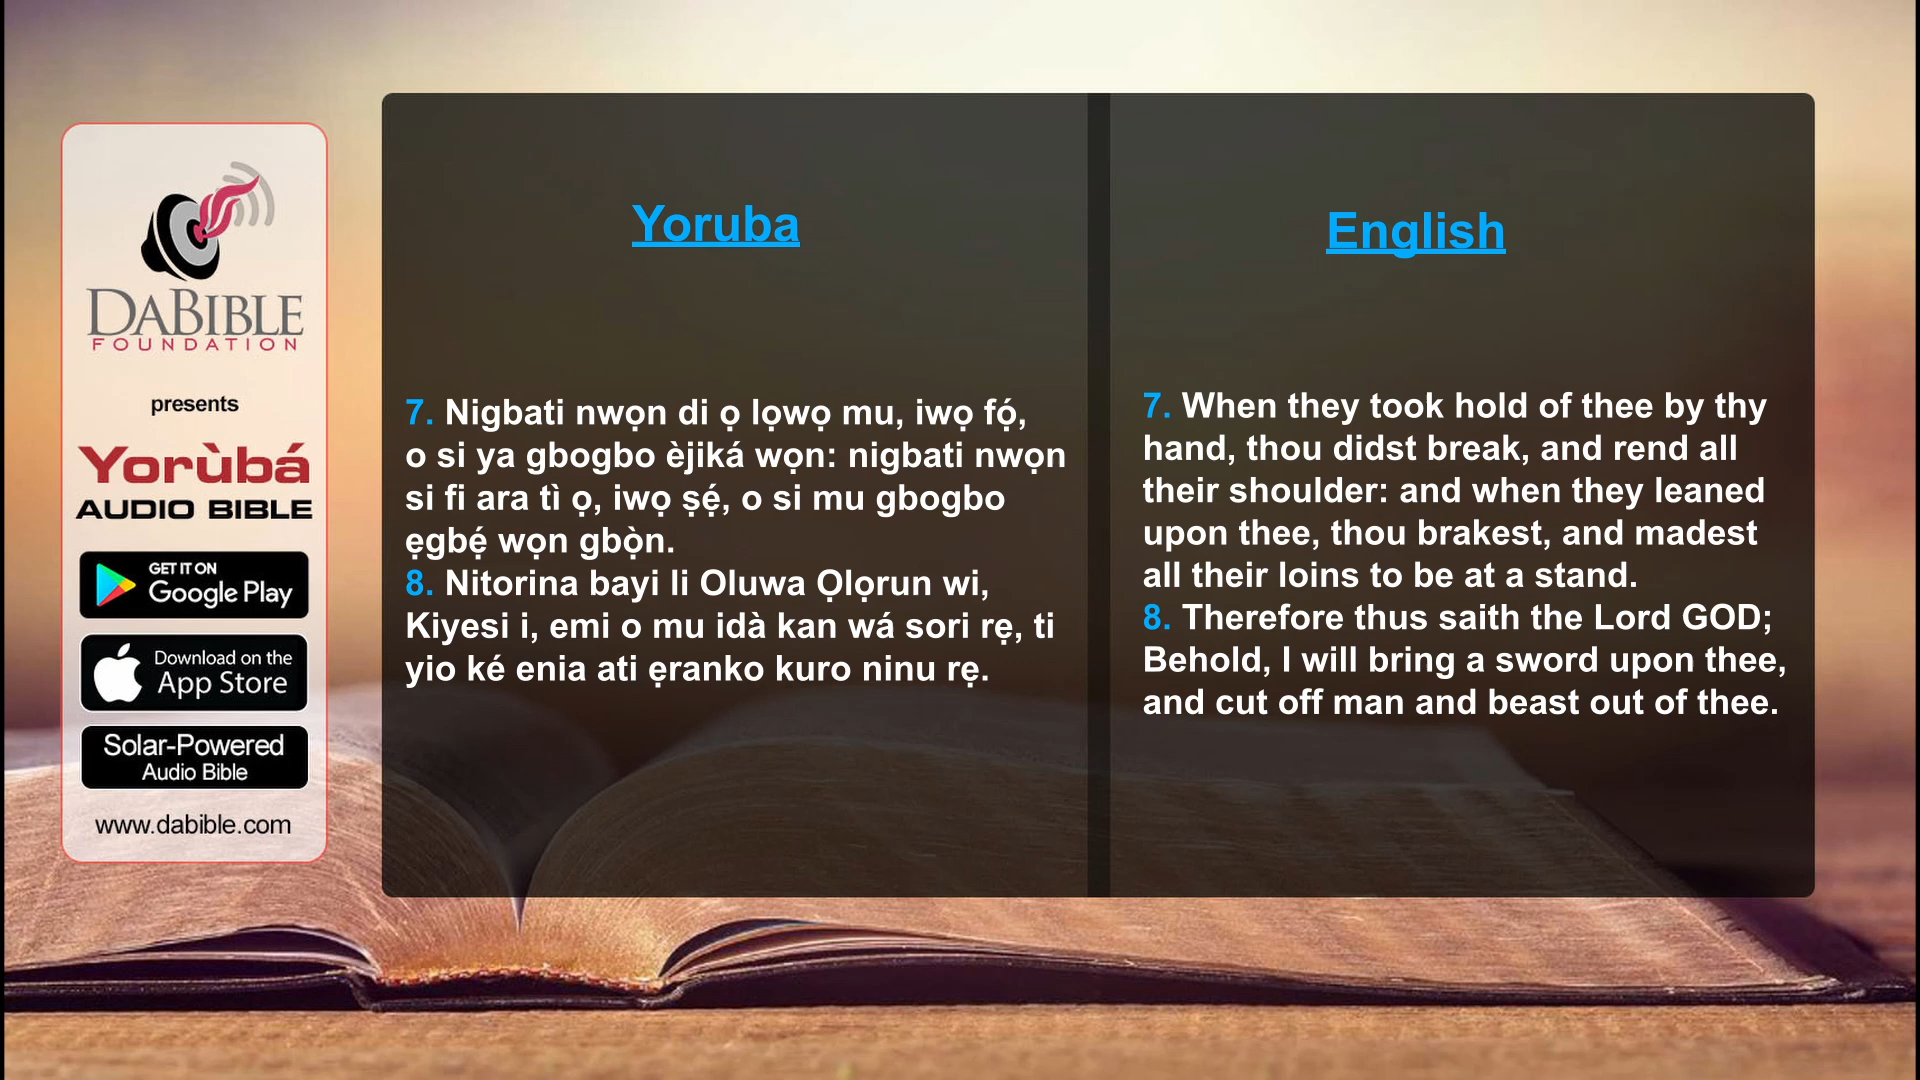 DABIBLE
FOUNDATION
presents
Yorùbá
AUDIO BIBLE
GET IT ON
Google Play
Download on the
App Store
Solar-Powered
Audio Bible
www.dabible.com
Yoruba
7. Nigbati nwọn di ọ lọwọ mu, iwọ fọ́,
o si ya gbogbo èjiká wọn: nigbati nwọn
si fi ara tì ọ, iwọ ṣẹ́, o si mu gbogbo
ẹgbẹ́ wọn gbọ̀n.
8. Nitorina bayi li Oluwa Ọlọrun wi,
Kiyesi i, emi o mu idà kan wá sori rẹ, ti
yio ké enia ati ẹranko kuro ninu rẹ.
English
7. When they took hold of thee by thy
hand, thou didst break, and rend all
their shoulder: and when they leaned
upon thee, thou brakest, and madest
all their loins to be at a stand.
8. Therefore thus saith the Lord GOD;
Behold, I will bring a sword upon thee,
and cut off man and beast out of thee.